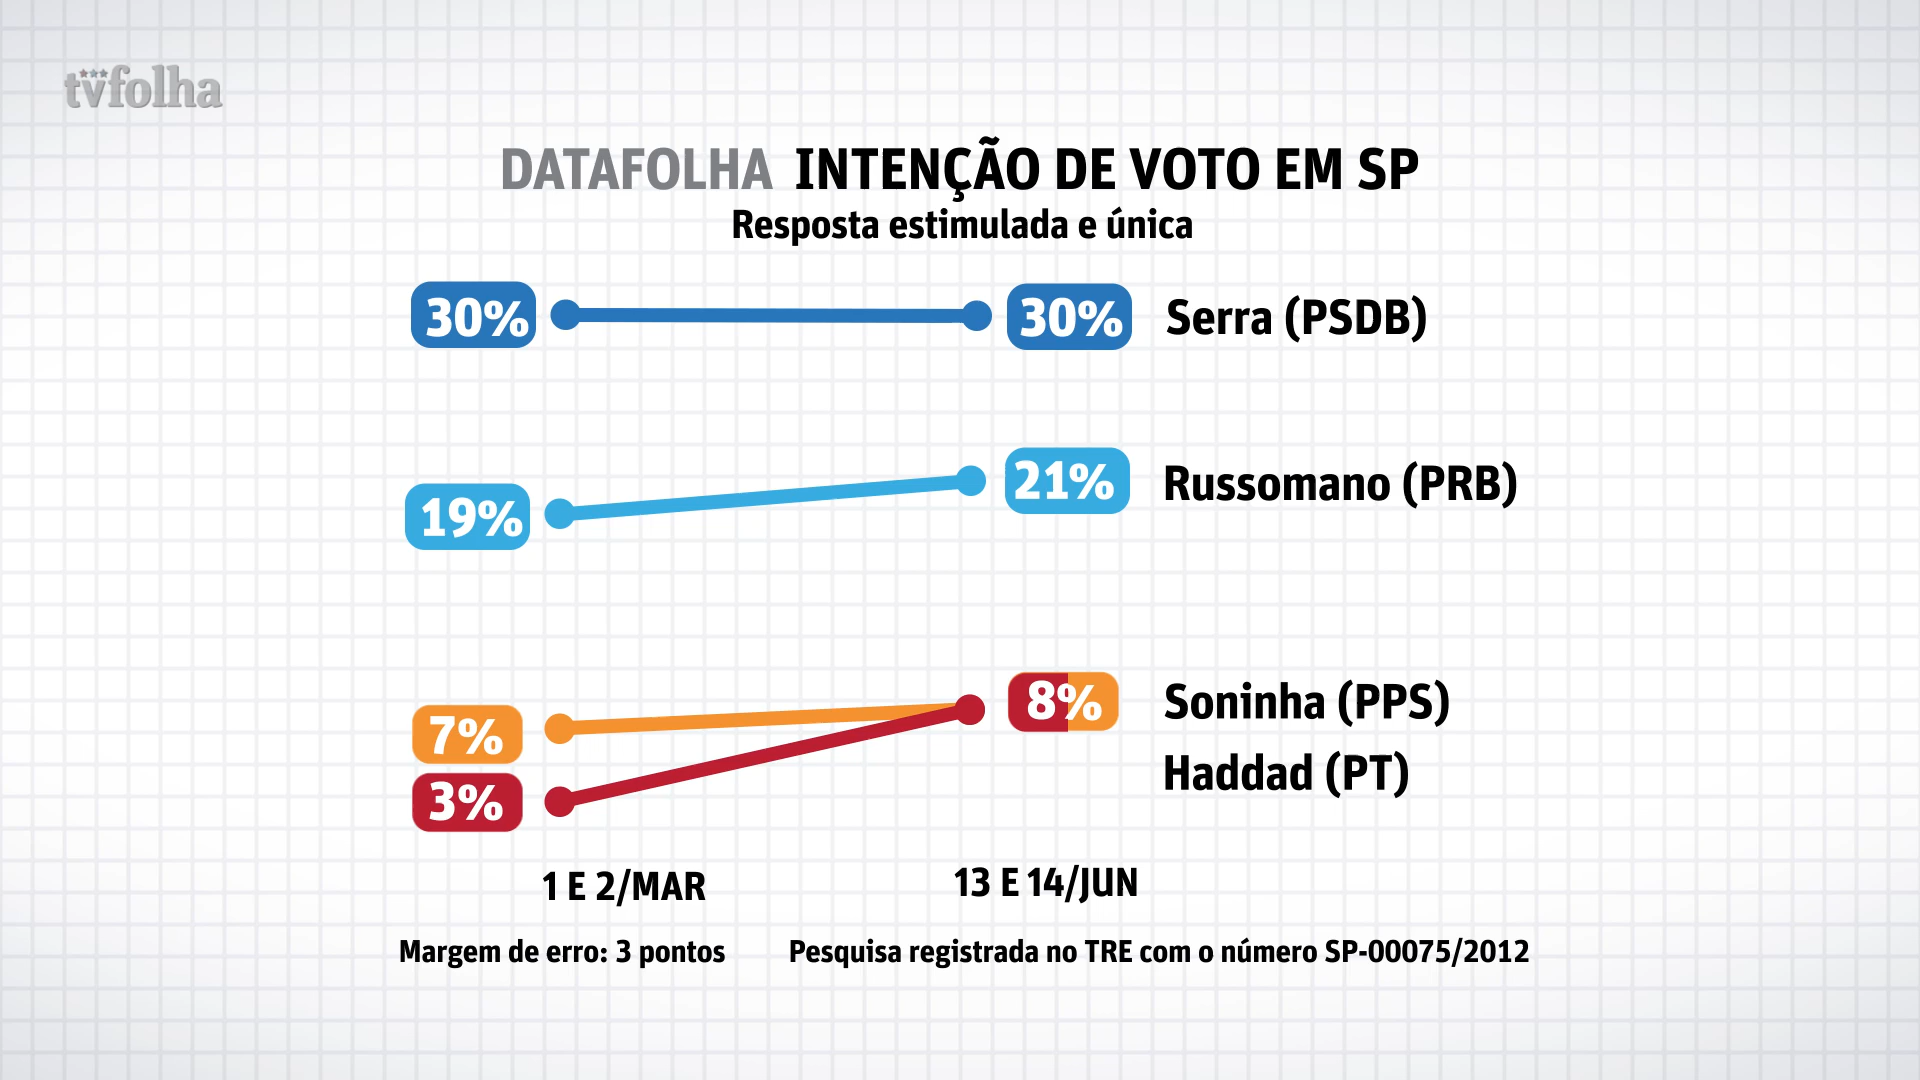 tvfolha
DATAFOLHA INTENÇÃO DE VOTO EM SP
Resposta estimulada e única
30% 30% Serra (PSDB)
19% 21% Russomano (PRB)
7% 8% Soninha (PPS)
3% Haddad (PT)
1 E 2/MAR 13 E 14/JUN
Margem de erro: 3 pontos Pesquisa registrada no TRE com o número SP-00075/2012